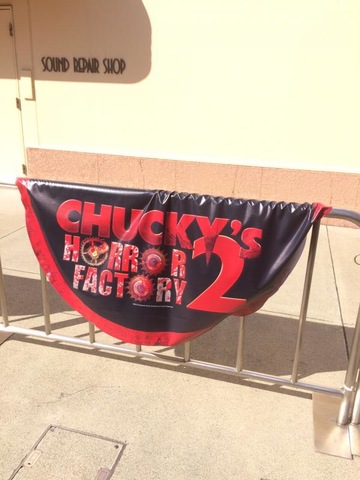 SOUND REPAIR SHOP
CHUCKY'S
HORROR
FACTORY
2